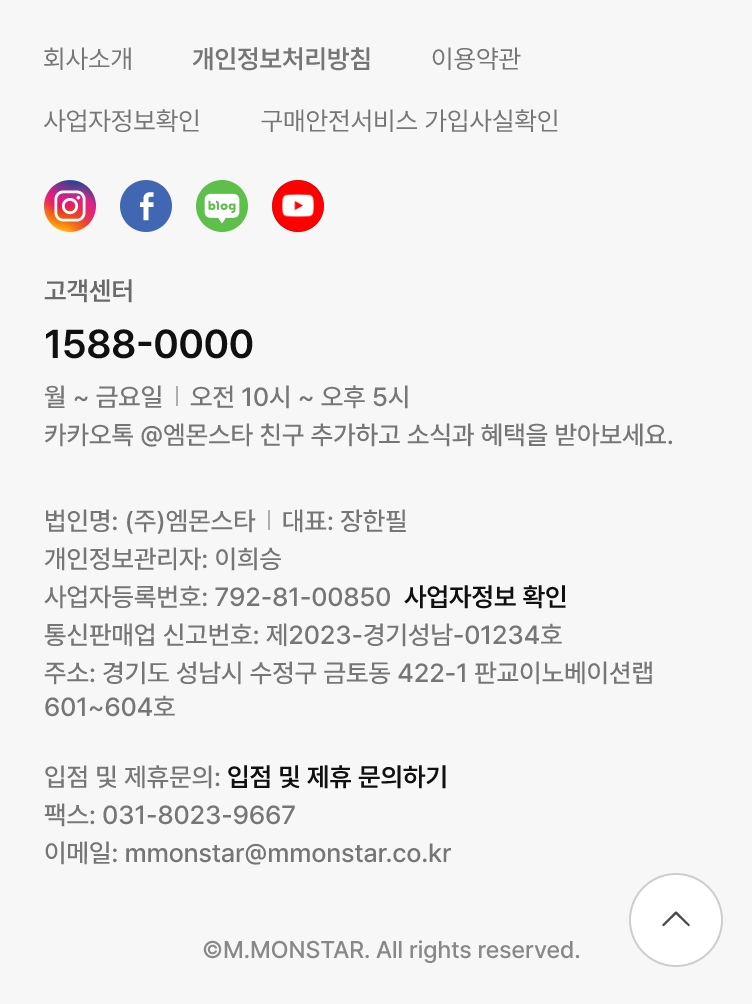 회사소개 개인정보처리방침 이용약관
사업자정보확인 구매안전서비스 가입사실확인
blog
고객센터
1588-0000
월 ~ 금요일 | 오전 10시 ~ 오후 5시
카카오톡 @엠몬스타 친구 추가하고 소식과 혜택을 받아보세요.
법인명: (주)엠몬스타 | 대표: 장한필
개인정보관리자: 이희승
사업자등록번호: 792-81-00850 사업자정보 확인
통신판매업 신고번호: 제2023-경기성남-01234호
주소: 경기도 성남시 수정구 금토동 422-1 판교이노베이션랩
601~604호
입점 및 제휴문의: 입점 및 제휴 문의하기
팩스: 031-8023-9667
이메일: mmonstar@mmonstar.co.kr
©M.MONSTAR. All rights reserved.